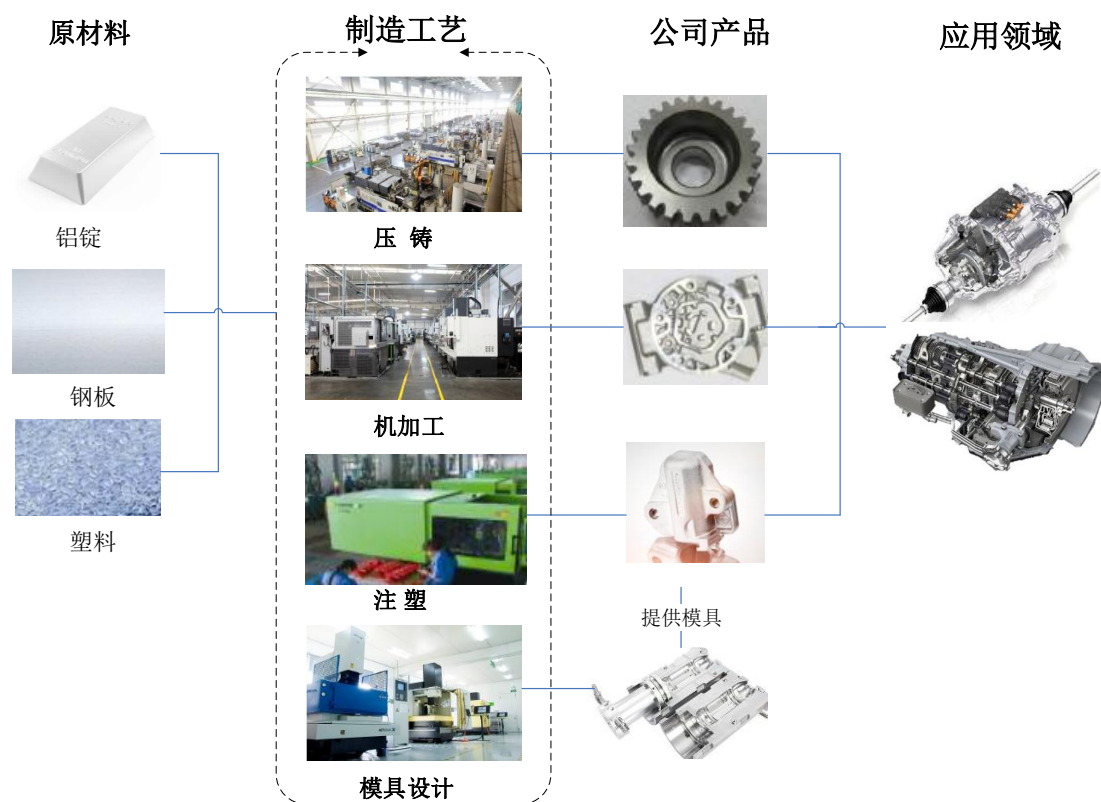 原材料
制造工艺
公司产品
应用领域
铝锭
压 铸
钢板
机加工
塑料
注 塑
提供模具
模具设计